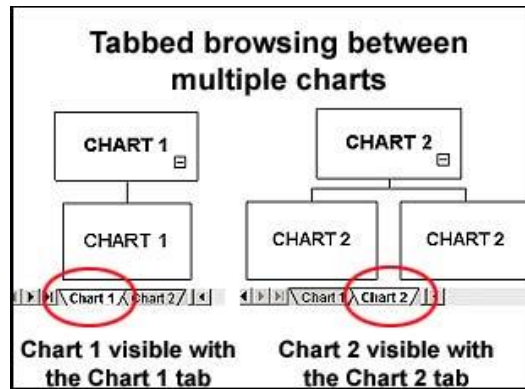 Tabbed browsing between
multiple charts
CHART 1
CHART 1
Chart 1 Chart 2
Chart 1 visible with
the Chart 1 tab
CHART 2
CHART 2 CHART 2
Chart 1 Chart 2
Chart 2 visible with
the Chart 2 tab